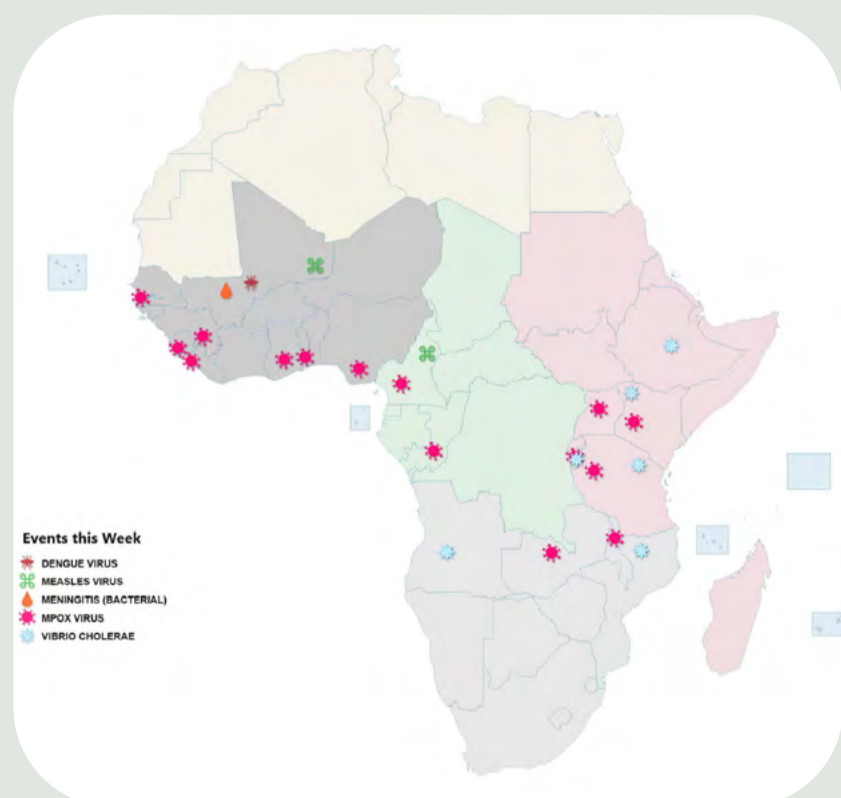 Events this Week
DENGUE VIRUS
MEASLES VIRUS
MENINGITIS (BACTERIAL)
MPOX VIRUS
VIBRIO CHOLERAE